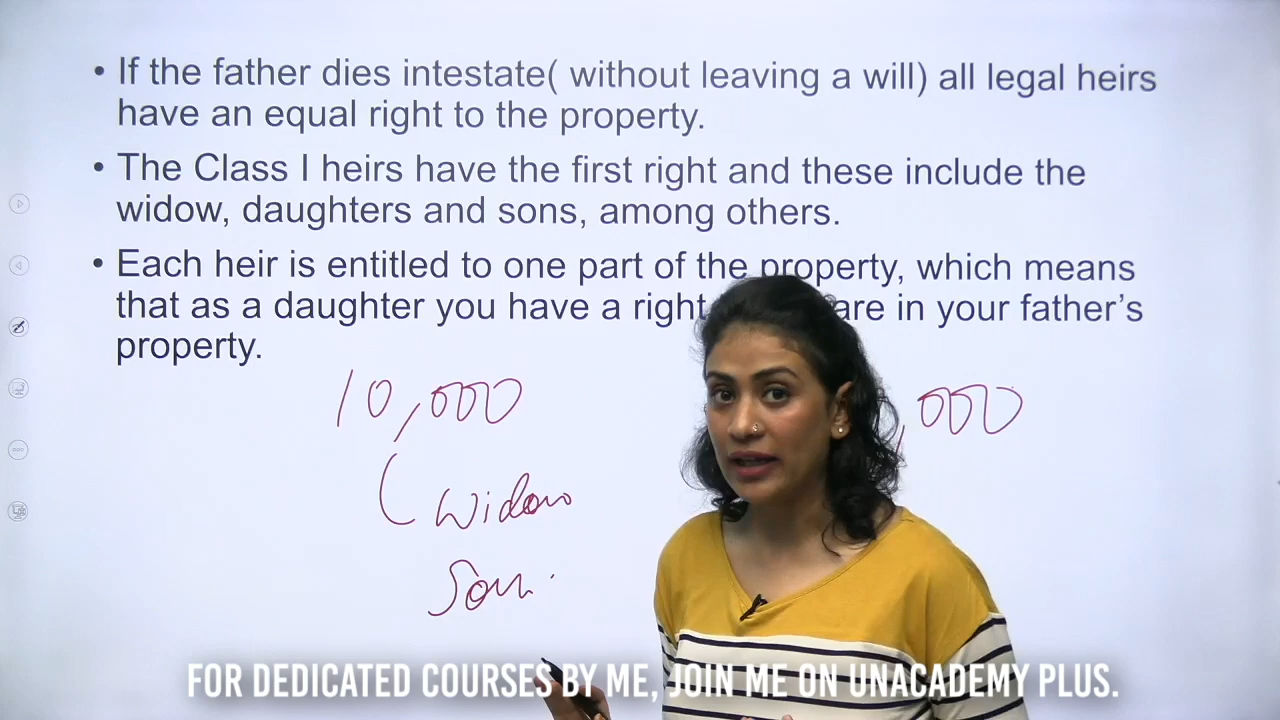 • If the father dies intestate( without leaving a will) all legal heirs
have an equal right to the property.
• The Class I heirs have the first right and these include the
widow, daughters and sons, among others.
• Each heir is entitled to one part of the property, which means
that as a daughter you have a right are in your father's
property.
10,000
,000
widow
Son
FOR DEDICATED COURSES BY ME, JOIN ME ON UNACADEMY PLUS.